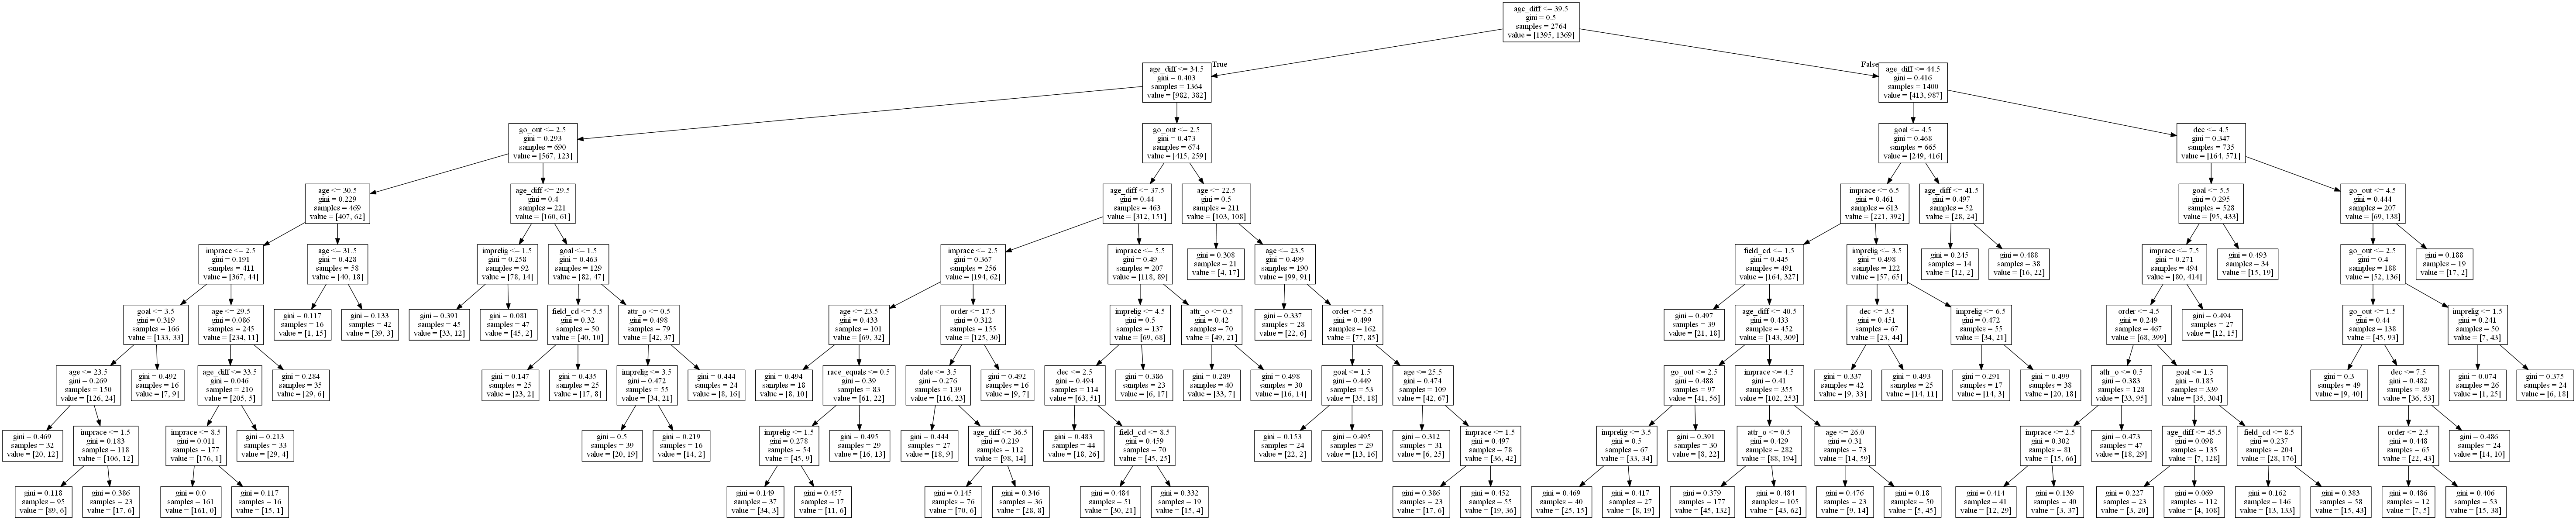 age_diff <= 39.5
gini = 0.5
samples = 2764
value = [1395, 1369]
True
False
age_diff <= 34.5
gini = 0.403
samples = 1364
value = [982, 382]
age_diff <= 44.5
gini = 0.416
samples = 1400
value = [413, 987]
go_out <= 2.5
gini = 0.293
samples = 690
value = [567, 123]
go_out <= 2.5
gini = 0.473
samples = 674
value = [415, 259]
goal <= 4.5
gini = 0.468
samples = 665
value = [249, 416]
dec <= 4.5
gini = 0.347
samples = 735
value = [164, 571]
age <= 30.5
gini = 0.229
samples = 469
value = [407, 62]
age_diff <= 29.5
gini = 0.4
samples = 221
value = [160, 61]
age_diff <= 37.5
gini = 0.44
samples = 463
value = [312, 151]
age <= 22.5
gini = 0.5
samples = 211
value = [103, 108]
imprace <= 6.5
gini = 0.461
samples = 613
value = [221, 392]
age_diff <= 41.5
gini = 0.497
samples = 52
value = [28, 24]
goal <= 5.5
gini = 0.295
samples = 528
value = [95, 433]
go_out <= 4.5
gini = 0.444
samples = 207
value = [69, 138]
imprace <= 2.5
gini = 0.191
samples = 411
value = [367, 44]
age <= 31.5
gini = 0.428
samples = 58
value = [40, 18]
imprelig <= 1.5
gini = 0.258
samples = 92
value = [78, 14]
goal <= 1.5
gini = 0.463
samples = 129
value = [82, 47]
imprace <= 2.5
gini = 0.367
samples = 256
value = [194, 62]
imprace <= 5.5
gini = 0.49
samples = 207
value = [118, 89]
gini = 0.308
samples = 21
value = [4, 17]
age <= 23.5
gini = 0.499
samples = 190
value = [99, 91]
field_cd <= 1.5
gini = 0.445
samples = 491
value = [164, 327]
imprelig <= 3.5
gini = 0.498
samples = 122
value = [57, 65]
gini = 0.245
samples = 14
value = [12, 2]
gini = 0.488
samples = 38
value = [16, 22]
imprace <= 7.5
gini = 0.271
samples = 494
value = [80, 414]
gini = 0.493
samples = 34
value = [15, 19]
go_out <= 2.5
gini = 0.4
samples = 188
value = [52, 136]
gini = 0.188
samples = 19
value = [17, 2]
goal <= 3.5
gini = 0.319
samples = 166
value = [133, 33]
age <= 29.5
gini = 0.086
samples = 245
value = [234, 11]
gini = 0.117
samples = 16
value = [1, 15]
gini = 0.133
samples = 42
value = [39, 3]
gini = 0.391
samples = 45
value = [33, 12]
gini = 0.081
samples = 47
value = [45, 2]
field_cd <= 5.5
gini = 0.32
samples = 50
value = [40, 10]
attr_o <= 0.5
gini = 0.498
samples = 79
value = [42, 37]
age <= 23.5
gini = 0.433
samples = 101
value = [69, 32]
order <= 17.5
gini = 0.312
samples = 155
value = [125, 30]
imprelig <= 4.5
gini = 0.5
samples = 137
value = [69, 68]
attr_o <= 0.5
gini = 0.42
samples = 70
value = [49, 21]
gini = 0.337
samples = 28
value = [22, 6]
order <= 5.5
gini = 0.499
samples = 162
value = [77, 85]
gini = 0.497
samples = 39
value = [21, 18]
age_diff <= 40.5
gini = 0.433
samples = 452
value = [143, 309]
dec <= 3.5
gini = 0.451
samples = 67
value = [23, 44]
imprelig <= 6.5
gini = 0.472
samples = 55
value = [34, 21]
order <= 4.5
gini = 0.249
samples = 467
value = [68, 399]
gini = 0.494
samples = 27
value = [12, 15]
go_out <= 1.5
gini = 0.44
samples = 138
value = [45, 93]
imprelig <= 1.5
gini = 0.241
samples = 50
value = [7, 43]
age <= 23.5
gini = 0.269
samples = 150
value = [126, 24]
gini = 0.492
samples = 16
value = [7, 9]
age_diff <= 33.5
gini = 0.046
samples = 210
value = [205, 5]
gini = 0.284
samples = 35
value = [29, 6]
gini = 0.147
samples = 25
value = [23, 2]
gini = 0.435
samples = 25
value = [17, 8]
imprelig <= 3.5
gini = 0.472
samples = 55
value = [34, 21]
gini = 0.444
samples = 24
value = [8, 16]
gini = 0.494
samples = 18
value = [8, 10]
race_equals <= 0.5
gini = 0.39
samples = 83
value = [61, 22]
date <= 3.5
gini = 0.276
samples = 139
value = [116, 23]
gini = 0.492
samples = 16
value = [9, 7]
dec <= 2.5
gini = 0.494
samples = 114
value = [63, 51]
gini = 0.386
samples = 23
value = [6, 17]
gini = 0.289
samples = 40
value = [33, 7]
gini = 0.498
samples = 30
value = [16, 14]
goal <= 1.5
gini = 0.449
samples = 53
value = [35, 18]
age <= 25.5
gini = 0.474
samples = 109
value = [42, 67]
go_out <= 2.5
gini = 0.488
samples = 97
value = [41, 56]
imprace <= 4.5
gini = 0.41
samples = 355
value = [102, 253]
gini = 0.337
samples = 42
value = [9, 33]
gini = 0.493
samples = 25
value = [14, 11]
gini = 0.291
samples = 17
value = [14, 3]
gini = 0.499
samples = 38
value = [20, 18]
attr_o <= 0.5
gini = 0.383
samples = 128
value = [33, 95]
goal <= 1.5
gini = 0.185
samples = 339
value = [35, 304]
gini = 0.3
samples = 49
value = [9, 40]
dec <= 7.5
gini = 0.482
samples = 89
value = [36, 53]
gini = 0.074
samples = 26
value = [1, 25]
gini = 0.375
samples = 24
value = [6, 18]
gini = 0.469
samples = 32
value = [20, 12]
imprace <= 1.5
gini = 0.183
samples = 118
value = [106, 12]
imprace <= 8.5
gini = 0.011
samples = 177
value = [176, 1]
gini = 0.213
samples = 33
value = [29, 4]
gini = 0.5
samples = 39
value = [20, 19]
gini = 0.219
samples = 16
value = [14, 2]
imprelig <= 1.5
gini = 0.278
samples = 54
value = [45, 9]
gini = 0.495
samples = 29
value = [16, 13]
gini = 0.444
samples = 27
value = [18, 9]
age_diff <= 36.5
gini = 0.219
samples = 112
value = [98, 14]
gini = 0.483
samples = 44
value = [18, 26]
field_cd <= 8.5
gini = 0.459
samples = 70
value = [45, 25]
gini = 0.153
samples = 24
value = [22, 2]
gini = 0.495
samples = 29
value = [13, 16]
gini = 0.312
samples = 31
value = [6, 25]
imprace <= 1.5
gini = 0.497
samples = 78
value = [36, 42]
imprelig <= 3.5
gini = 0.5
samples = 67
value = [33, 34]
gini = 0.391
samples = 30
value = [8, 22]
attr_o <= 0.5
gini = 0.429
samples = 282
value = [88, 194]
age <= 26.0
gini = 0.31
samples = 73
value = [14, 59]
imprace <= 2.5
gini = 0.302
samples = 81
value = [15, 66]
gini = 0.473
samples = 47
value = [18, 29]
age_diff <= 45.5
gini = 0.098
samples = 135
value = [7, 128]
field_cd <= 8.5
gini = 0.237
samples = 204
value = [28, 176]
order <= 2.5
gini = 0.448
samples = 65
value = [22, 43]
gini = 0.486
samples = 24
value = [14, 10]
gini = 0.118
samples = 95
value = [89, 6]
gini = 0.386
samples = 23
value = [17, 6]
gini = 0.0
samples = 161
value = [161, 0]
gini = 0.117
samples = 16
value = [15, 1]
gini = 0.149
samples = 37
value = [34, 3]
gini = 0.457
samples = 17
value = [11, 6]
gini = 0.145
samples = 76
value = [70, 6]
gini = 0.346
samples = 36
value = [28, 8]
gini = 0.484
samples = 51
value = [30, 21]
gini = 0.332
samples = 19
value = [15, 4]
gini = 0.386
samples = 23
value = [17, 6]
gini = 0.452
samples = 55
value = [19, 36]
gini = 0.469
samples = 40
value = [25, 15]
gini = 0.417
samples = 27
value = [8, 19]
gini = 0.379
samples = 177
value = [45, 132]
gini = 0.484
samples = 105
value = [43, 62]
gini = 0.476
samples = 23
value = [9, 14]
gini = 0.18
samples = 50
value = [5, 45]
gini = 0.414
samples = 41
value = [12, 29]
gini = 0.139
samples = 40
value = [3, 37]
gini = 0.227
samples = 23
value = [3, 20]
gini = 0.069
samples = 112
value = [4, 108]
gini = 0.162
samples = 146
value = [13, 133]
gini = 0.383
samples = 58
value = [15, 43]
gini = 0.486
samples = 12
value = [7, 5]
gini = 0.406
samples = 53
value = [15, 38]